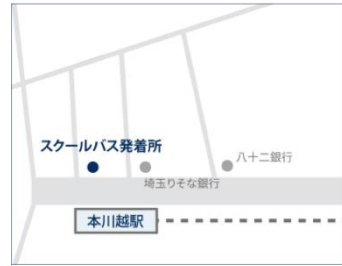 スクールバス発着所
八十二銀行
埼玉りそな銀行
本川越駅